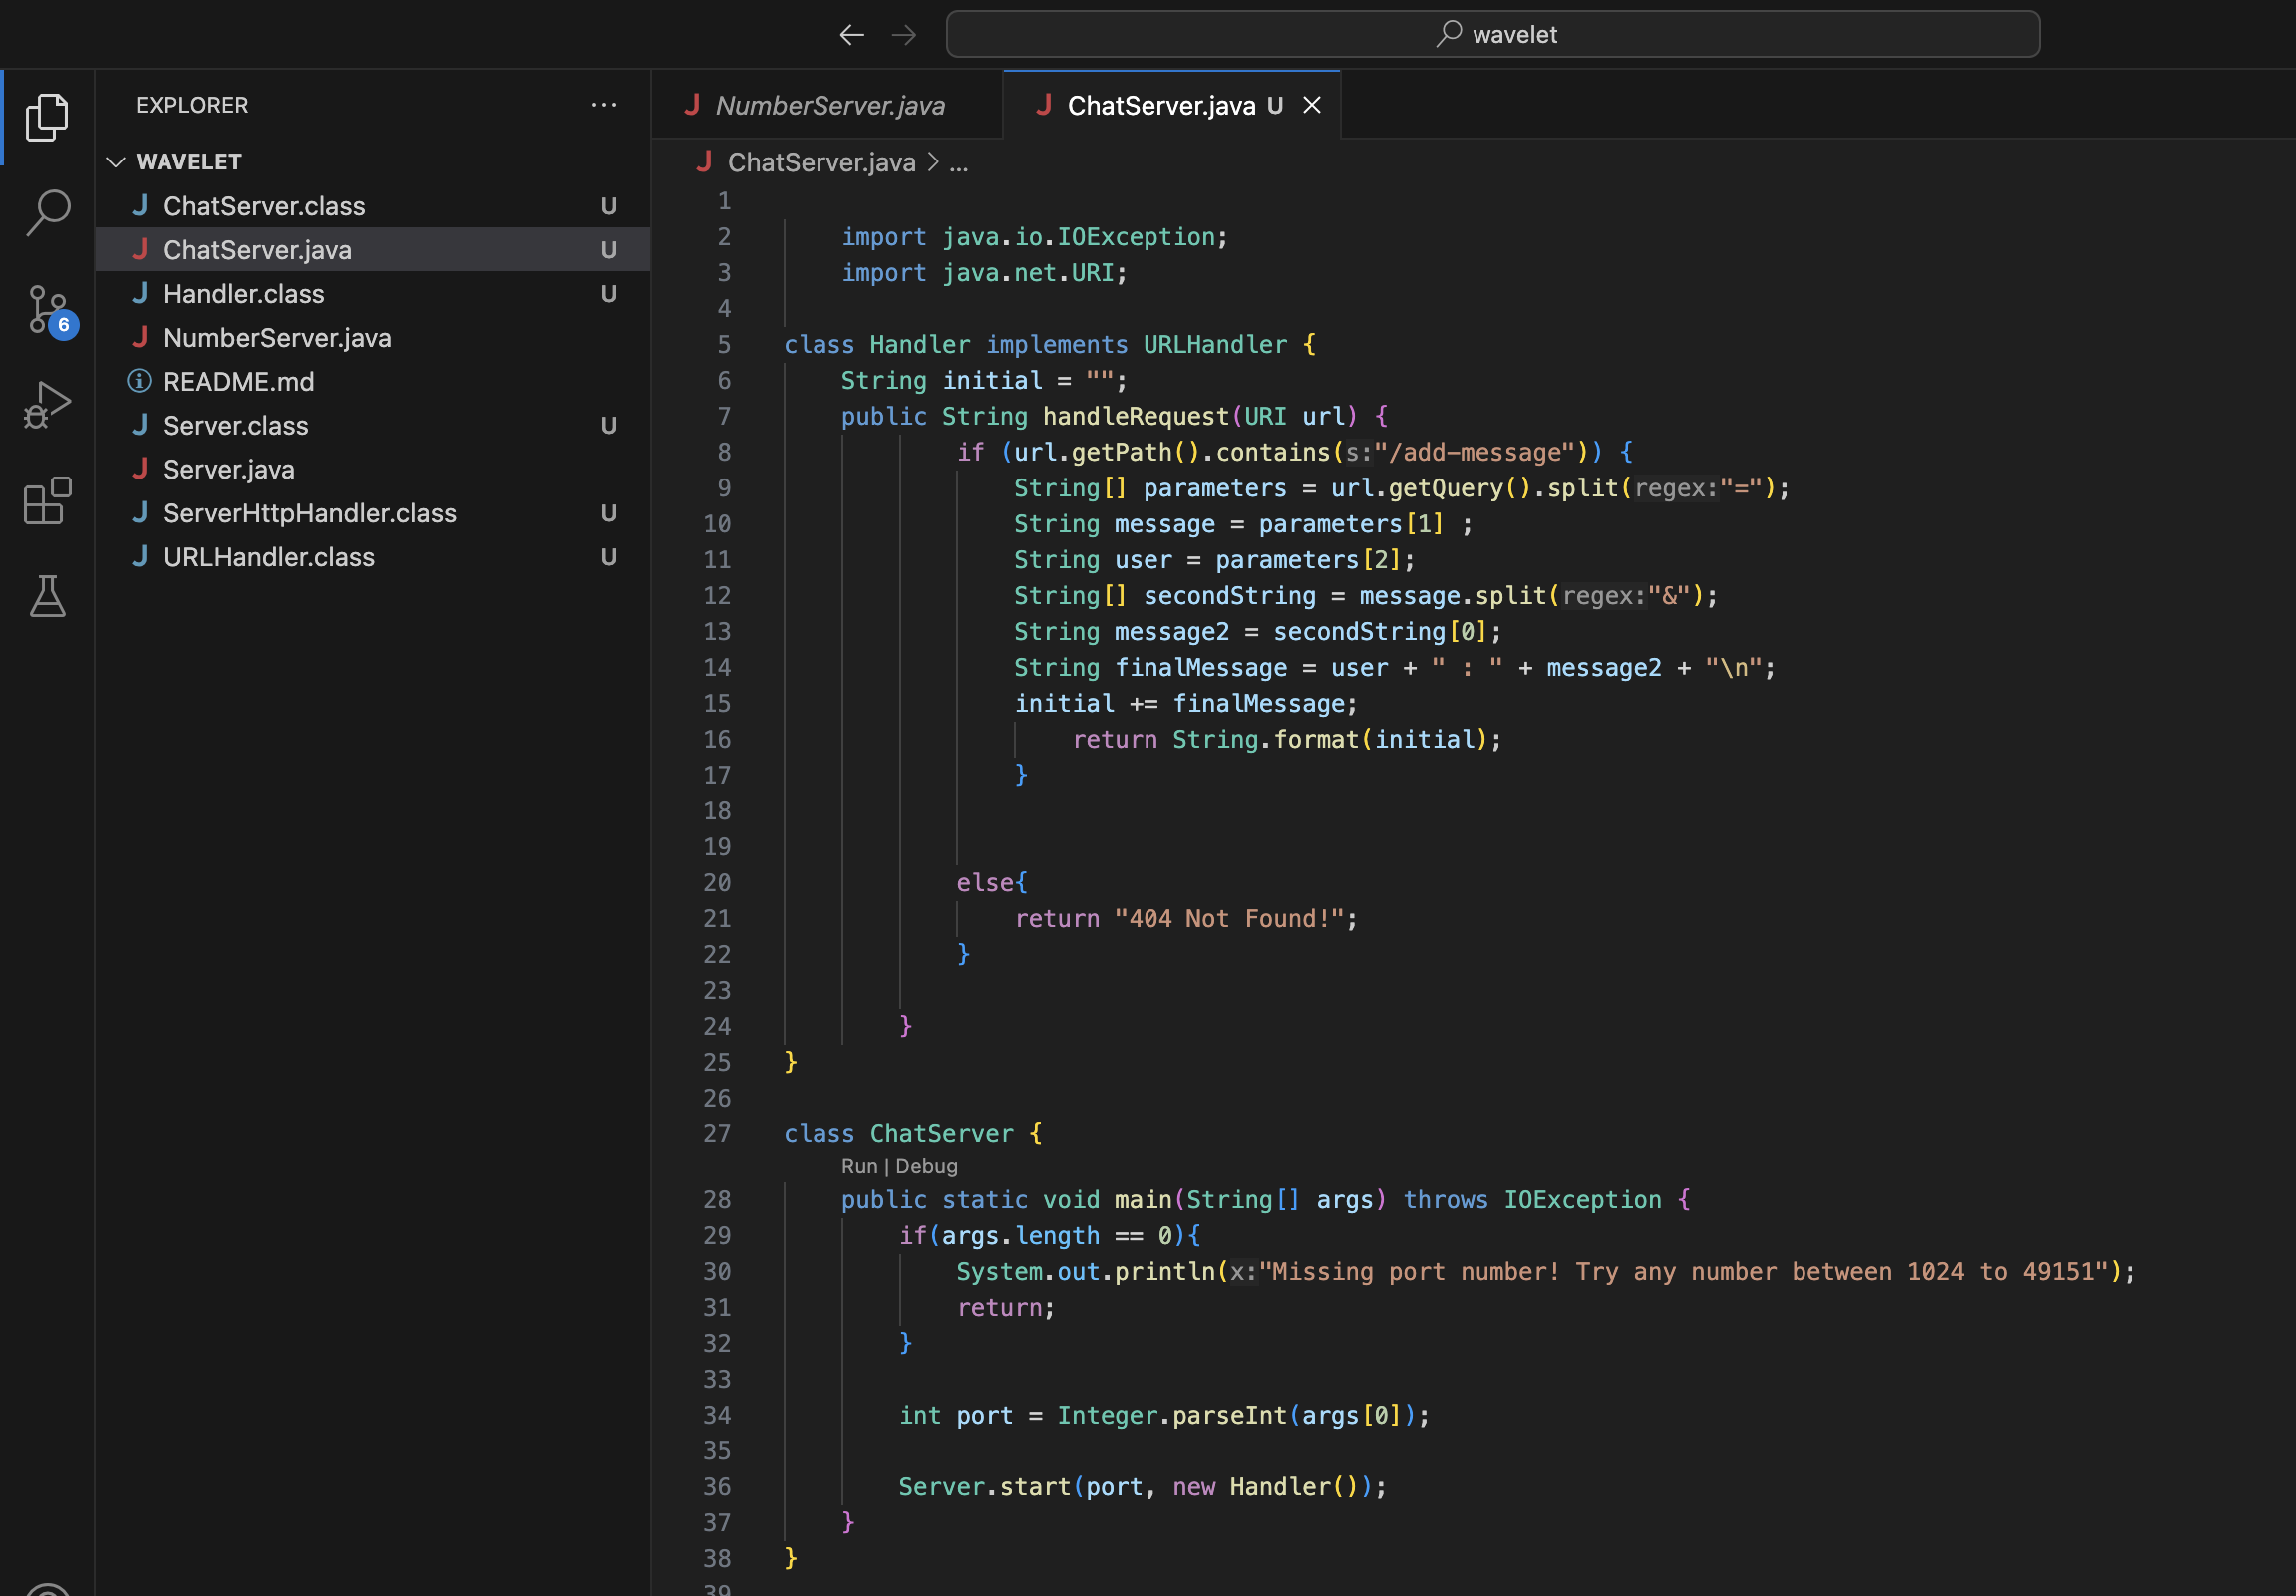 wavelet
EXPLORER
WAVELET
ChatServer.class U
ChatServer.java U
Handler.class U
NumberServer.java
README.md
Server.class U
Server.java
ServerHttpHandler.class U
URLHandler.class U
6
NumberServer.java
ChatServer.java U
ChatServer.java > ...
1
2 import java.io.IOException;
3 import java.net.URI;
4
5 class Handler implements URLHandler {
6 String initial = "";
7 public String handleRequest(URI url) {
8 if (url.getPath().contains(s:"/add-message")) {
9 String[] parameters = url.getQuery().split(regex:"=");
10 String message = parameters[1] ;
11 String user = parameters[2];
12 String[] secondString = message.split(regex:"&");
13 String message2 = secondString[0];
14 String finalMessage = user + " : " + message2 + "\n";
15 initial += finalMessage;
16 return String.format(initial);
17 }
18
19
20 else{
21 return "404 Not Found!";
22 }
23
24 }
25 }
26
27 class ChatServer {
Run | Debug
28 public static void main(String[] args) throws IOException {
29 if(args.length == 0){
30 System.out.println(x:"Missing port number! Try any number between 1024 to 49151");
31 return;
32 }
33
34 int port = Integer.parseInt(args[0]);
35
36 Server.start(port, new Handler());
37 }
38 }
39